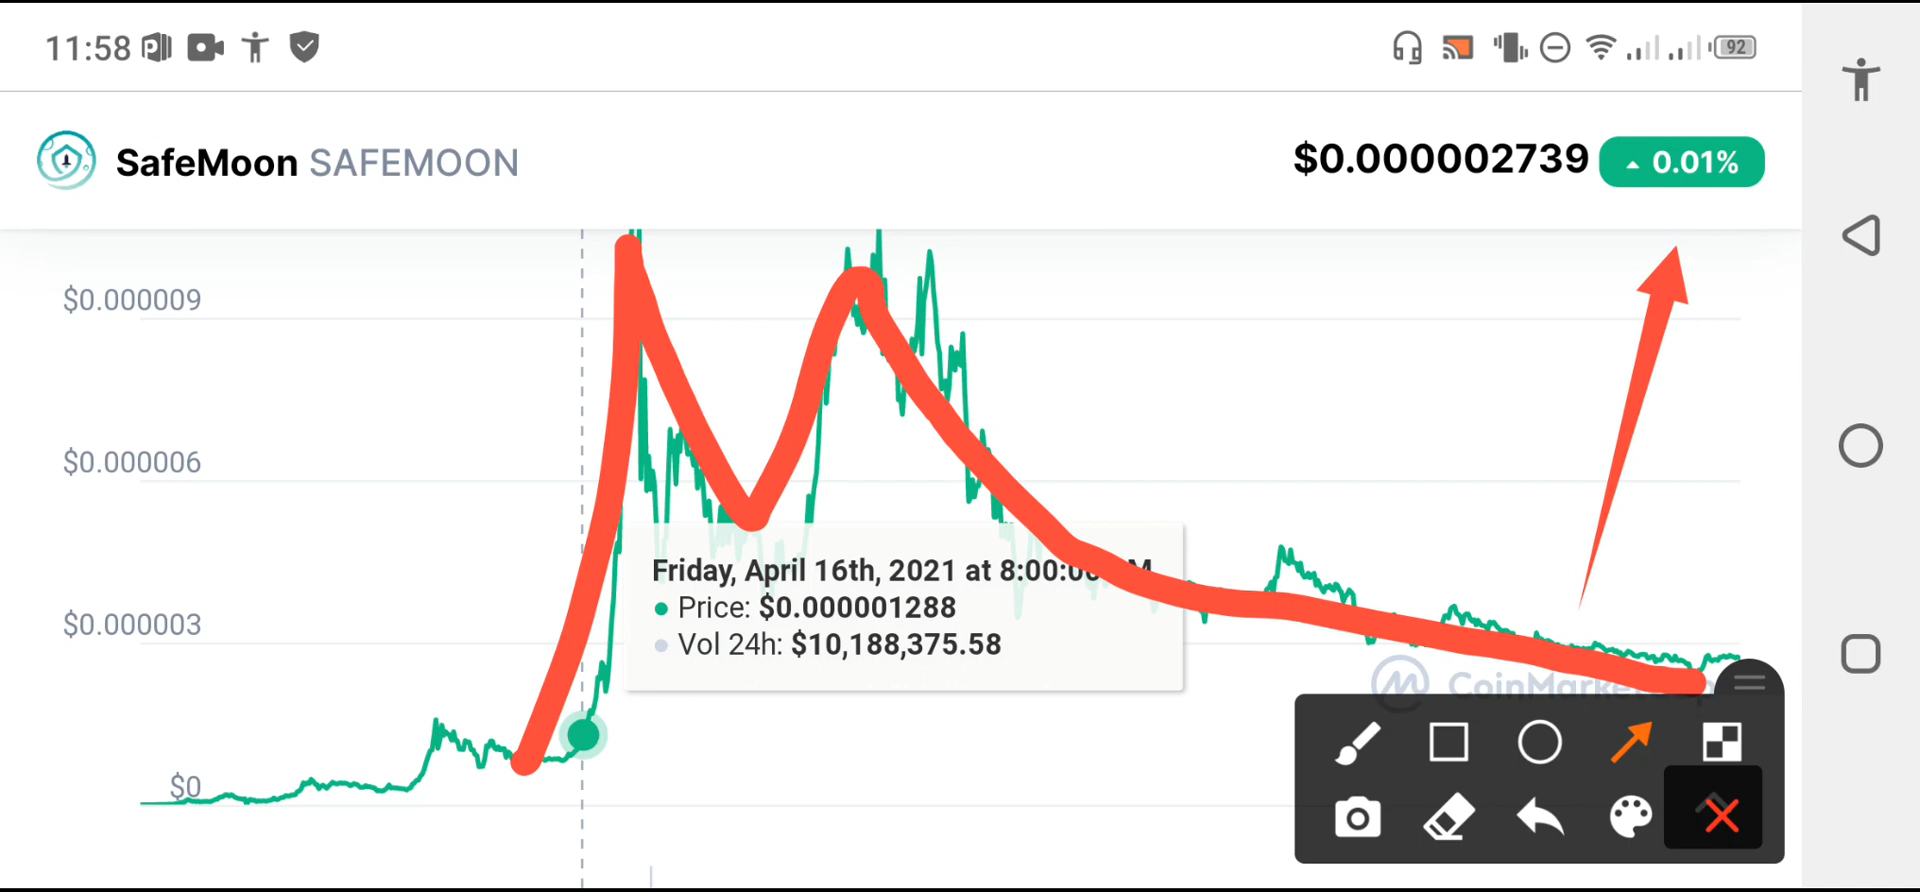 11:58
92
SafeMoon SAFEMOON
$0.000002739
0.01%
$0.000009
$0.000006
$0.000003
$0
Friday, April 16th, 2021 at 8:00:00 M
Price: $0.000001288
Vol 24h: $10,188,375.58
CoinMarke p